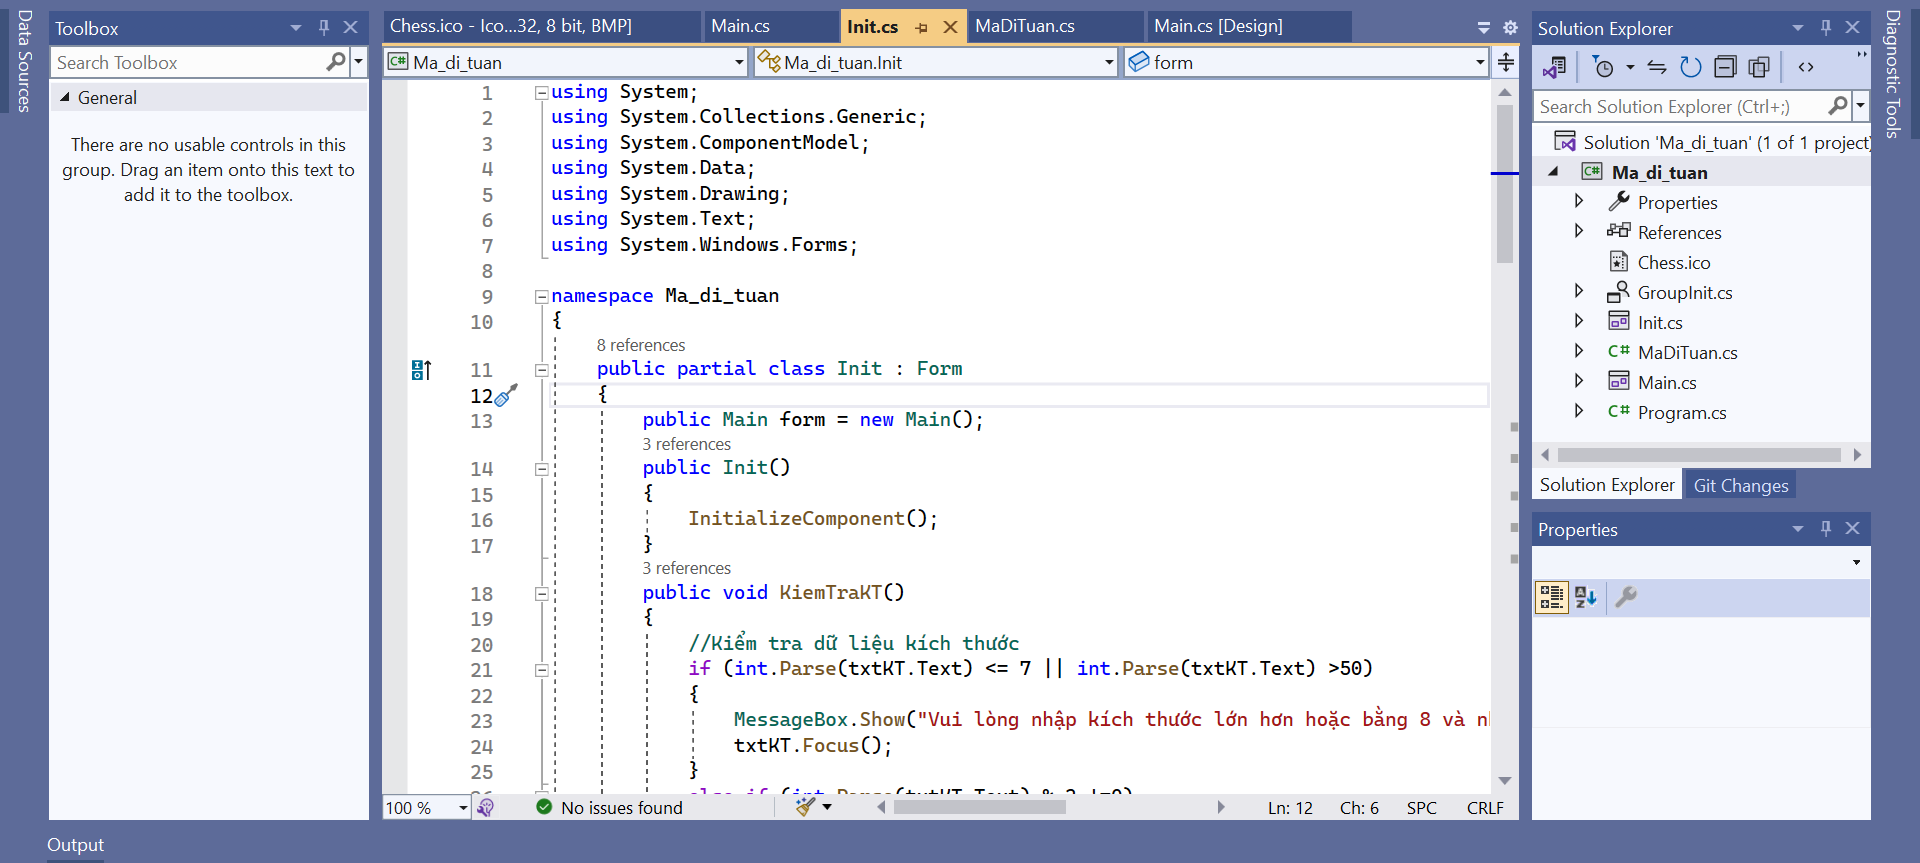 Data Sources
Toolbox
Search Toolbox
General
There are no usable controls in this
group. Drag an item onto this text to
add it to the toolbox.
Chess.ico - Ico...32, 8 bit, BMP]
Main.cs
Init.cs
MaDiTuan.cs
Main.cs [Design]
C# Ma_di_tuan
Ma_di_tuan.Init
form
1 using System;
2 using System.Collections.Generic;
3 using System.ComponentModel;
4 using System.Data;
5 using System.Drawing;
6 using System.Text;
7 using System.Windows.Forms;
8
9 namespace Ma_di_tuan
10 {
8 references
11 public partial class Init : Form
12 {
13 public Main form = new Main();
3 references
14 public Init()
15 {
16 InitializeComponent();
17 }
3 references
18 public void KiemTraKT()
19 {
20 //Kiểm tra dữ liệu kích thước
21 if (int.Parse(txtKT.Text) <= 7 || int.Parse(txtKT.Text) >50)
22 {
23 MessageBox.Show("Vui lòng nhập kích thước lớn hơn hoặc bằng 8 và
24 txtKT.Focus();
25 }
100 %
No issues found
Ln: 12
Ch: 6
SPC
CRLF
Output
Solution Explorer
Search Solution Explorer (Ctrl+;)
Solution 'Ma_di_tuan' (1 of 1 project)
C# Ma_di_tuan
Properties
References
Chess.ico
GroupInit.cs
Init.cs
C# MaDiTuan.cs
Main.cs
C# Program.cs
Solution Explorer
Git Changes
Properties
Diagnostic Tools